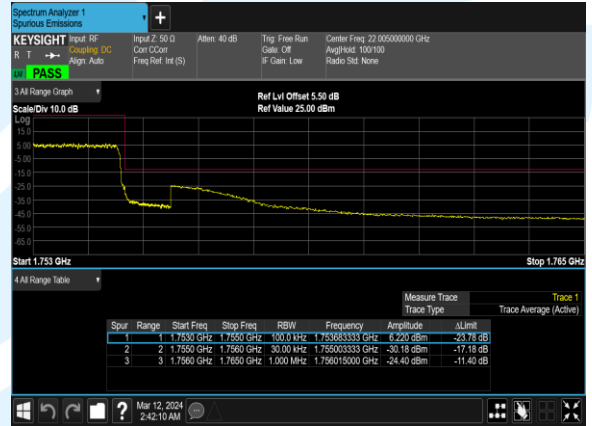 Spectrum Analyzer 1
Spurious Emissions
KEYSIGHT Input: RF Input Z: 50 Ω Atten: 40 dB Trig: Free Run Center Freq: 22.005000000 GHz
R T Coupling: DC Corr CCorr Gate: Off Avg|Hold: 100/100
Align: Auto Freq Ref: Int (S) IF Gain: Low Radio Std: None
PASS
3 All Range Graph
Ref Lvl Offset 5.50 dB
Scale/Div 10.0 dB Ref Value 25.00 dBm
Log
15.0
5.00
-5.00
-15.0
-25.0
-35.0
-45.0
-55.0
-65.0
Start 1.753 GHz Stop 1.765 GHz
4 All Range Table
Measure Trace Trace 1
Trace Type Trace Average (Active)
Spur Range Start Freq Stop Freq RBW Frequency Amplitude ΔLimit
1 1 1.7530 GHz 1.7550 GHz 100.0 kHz 1.753683333 GHz 6.220 dBm -23.78 dB
2 2 1.7550 GHz 1.7560 GHz 30.00 kHz 1.755003333 GHz -30.18 dBm -17.18 dB
3 3 1.7560 GHz 1.7650 GHz 1.000 MHz 1.756015000 GHz -24.40 dBm -11.40 dB
Mar 12, 2024
2:42:10 AM